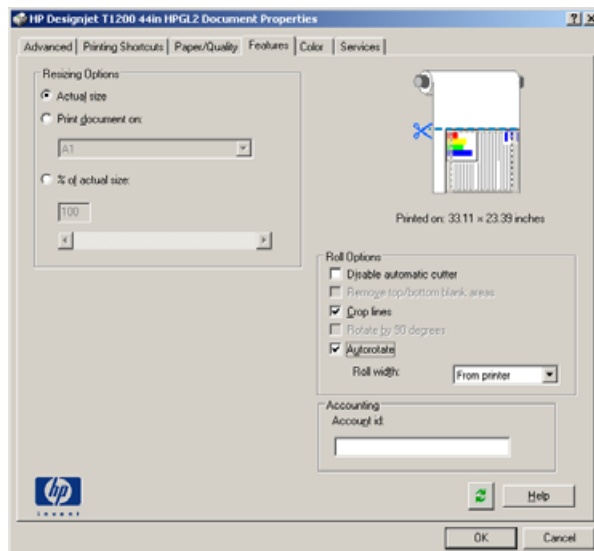 HP Designjet T1200 44in HPGL2 Document Properties
Advanced Printing Shortcuts Paper/Quality Features Color Services
Resizing Options
Actual size
Print document on:
A1
% of actual size:
100
Printed on: 33.11 × 23.39 inches
Roll Options
Disable automatic cutter
Remove top/bottom blank areas
Crop lines
Rotate by 90 degrees
Autorotate
Roll width: From printer
Accounting
Account id:
hp
invent
Help
OK Cancel